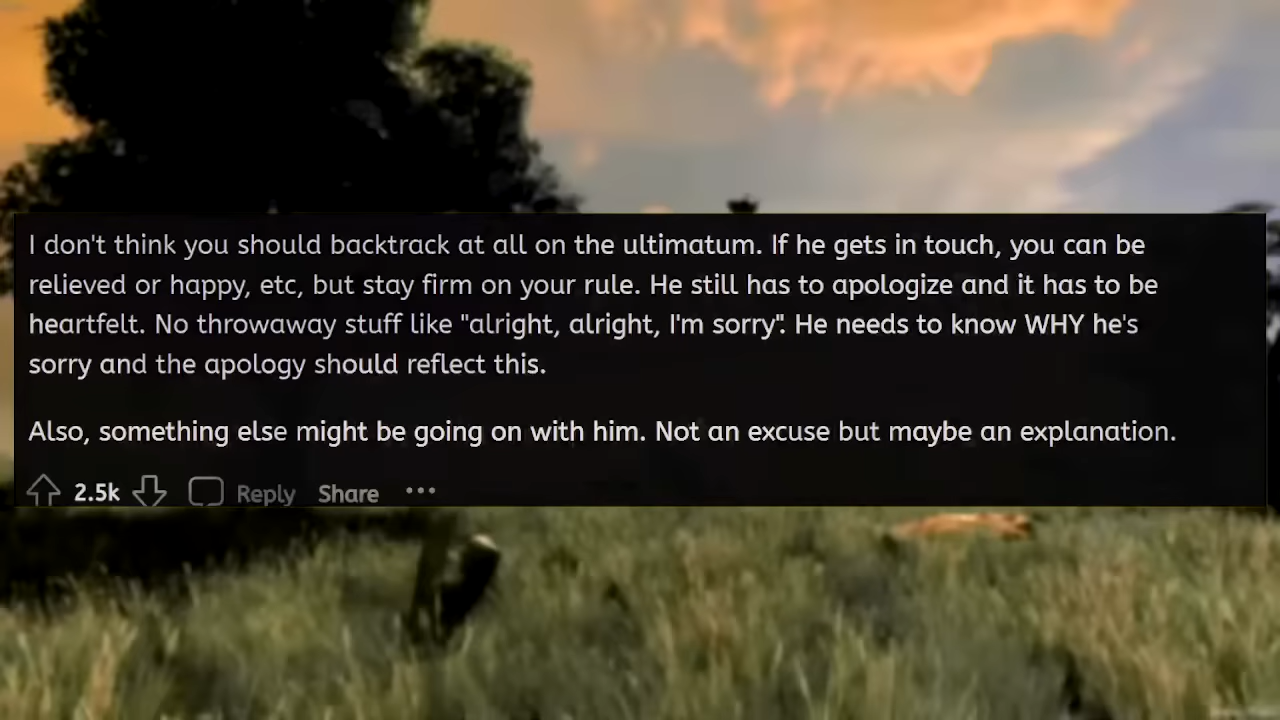 I don't think you should backtrack at all on the ultimatum. If he gets in touch, you can be
relieved or happy, etc, but stay firm on your rule. He still has to apologize and it has to be
heartfelt. No throwaway stuff like "alright, alright, I'm sorry". He needs to know WHY he's
sorry and the apology should reflect this.
Also, something else might be going on with him. Not an excuse but maybe an explanation.
2.5k Reply Share •••